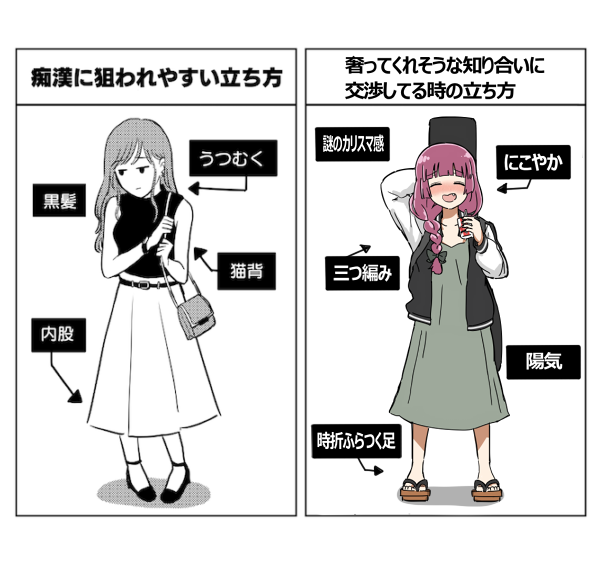 痴漢に狙われやすい立ち方
うつむく
黒髪
猫背
内股
奢ってくれそうな知り合いに
交渉してる時の立ち方
謎のカリスマ感
にこやか
三つ編み
陽気
時折ふらつく足